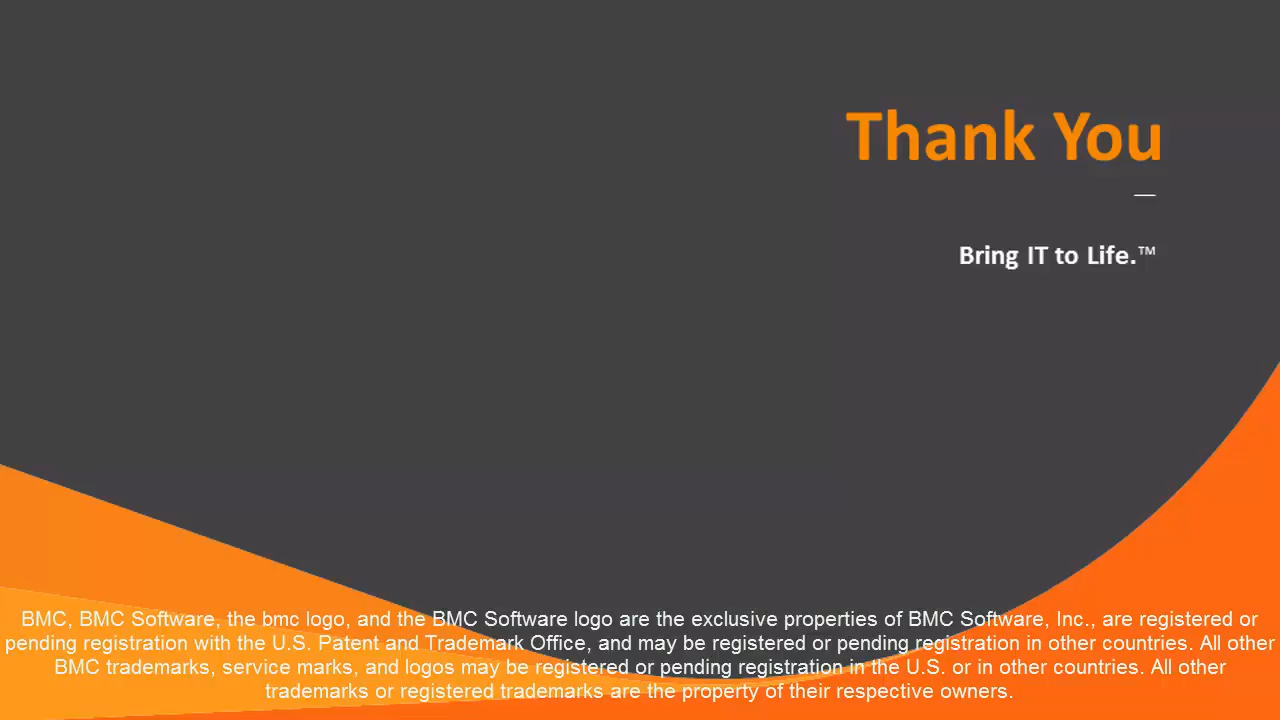 Thank You
Bring IT to Life.™
BMC, BMC Software, the bmc logo, and the BMC Software logo are the exclusive properties of BMC Software, Inc., are registered or
pending registration with the U.S. Patent and Trademark Office, and may be registered or pending registration in other countries. All other
BMC trademarks, service marks, and logos may be registered or pending registration in the U.S. or in other countries. All other
trademarks or registered trademarks are the property of their respective owners.